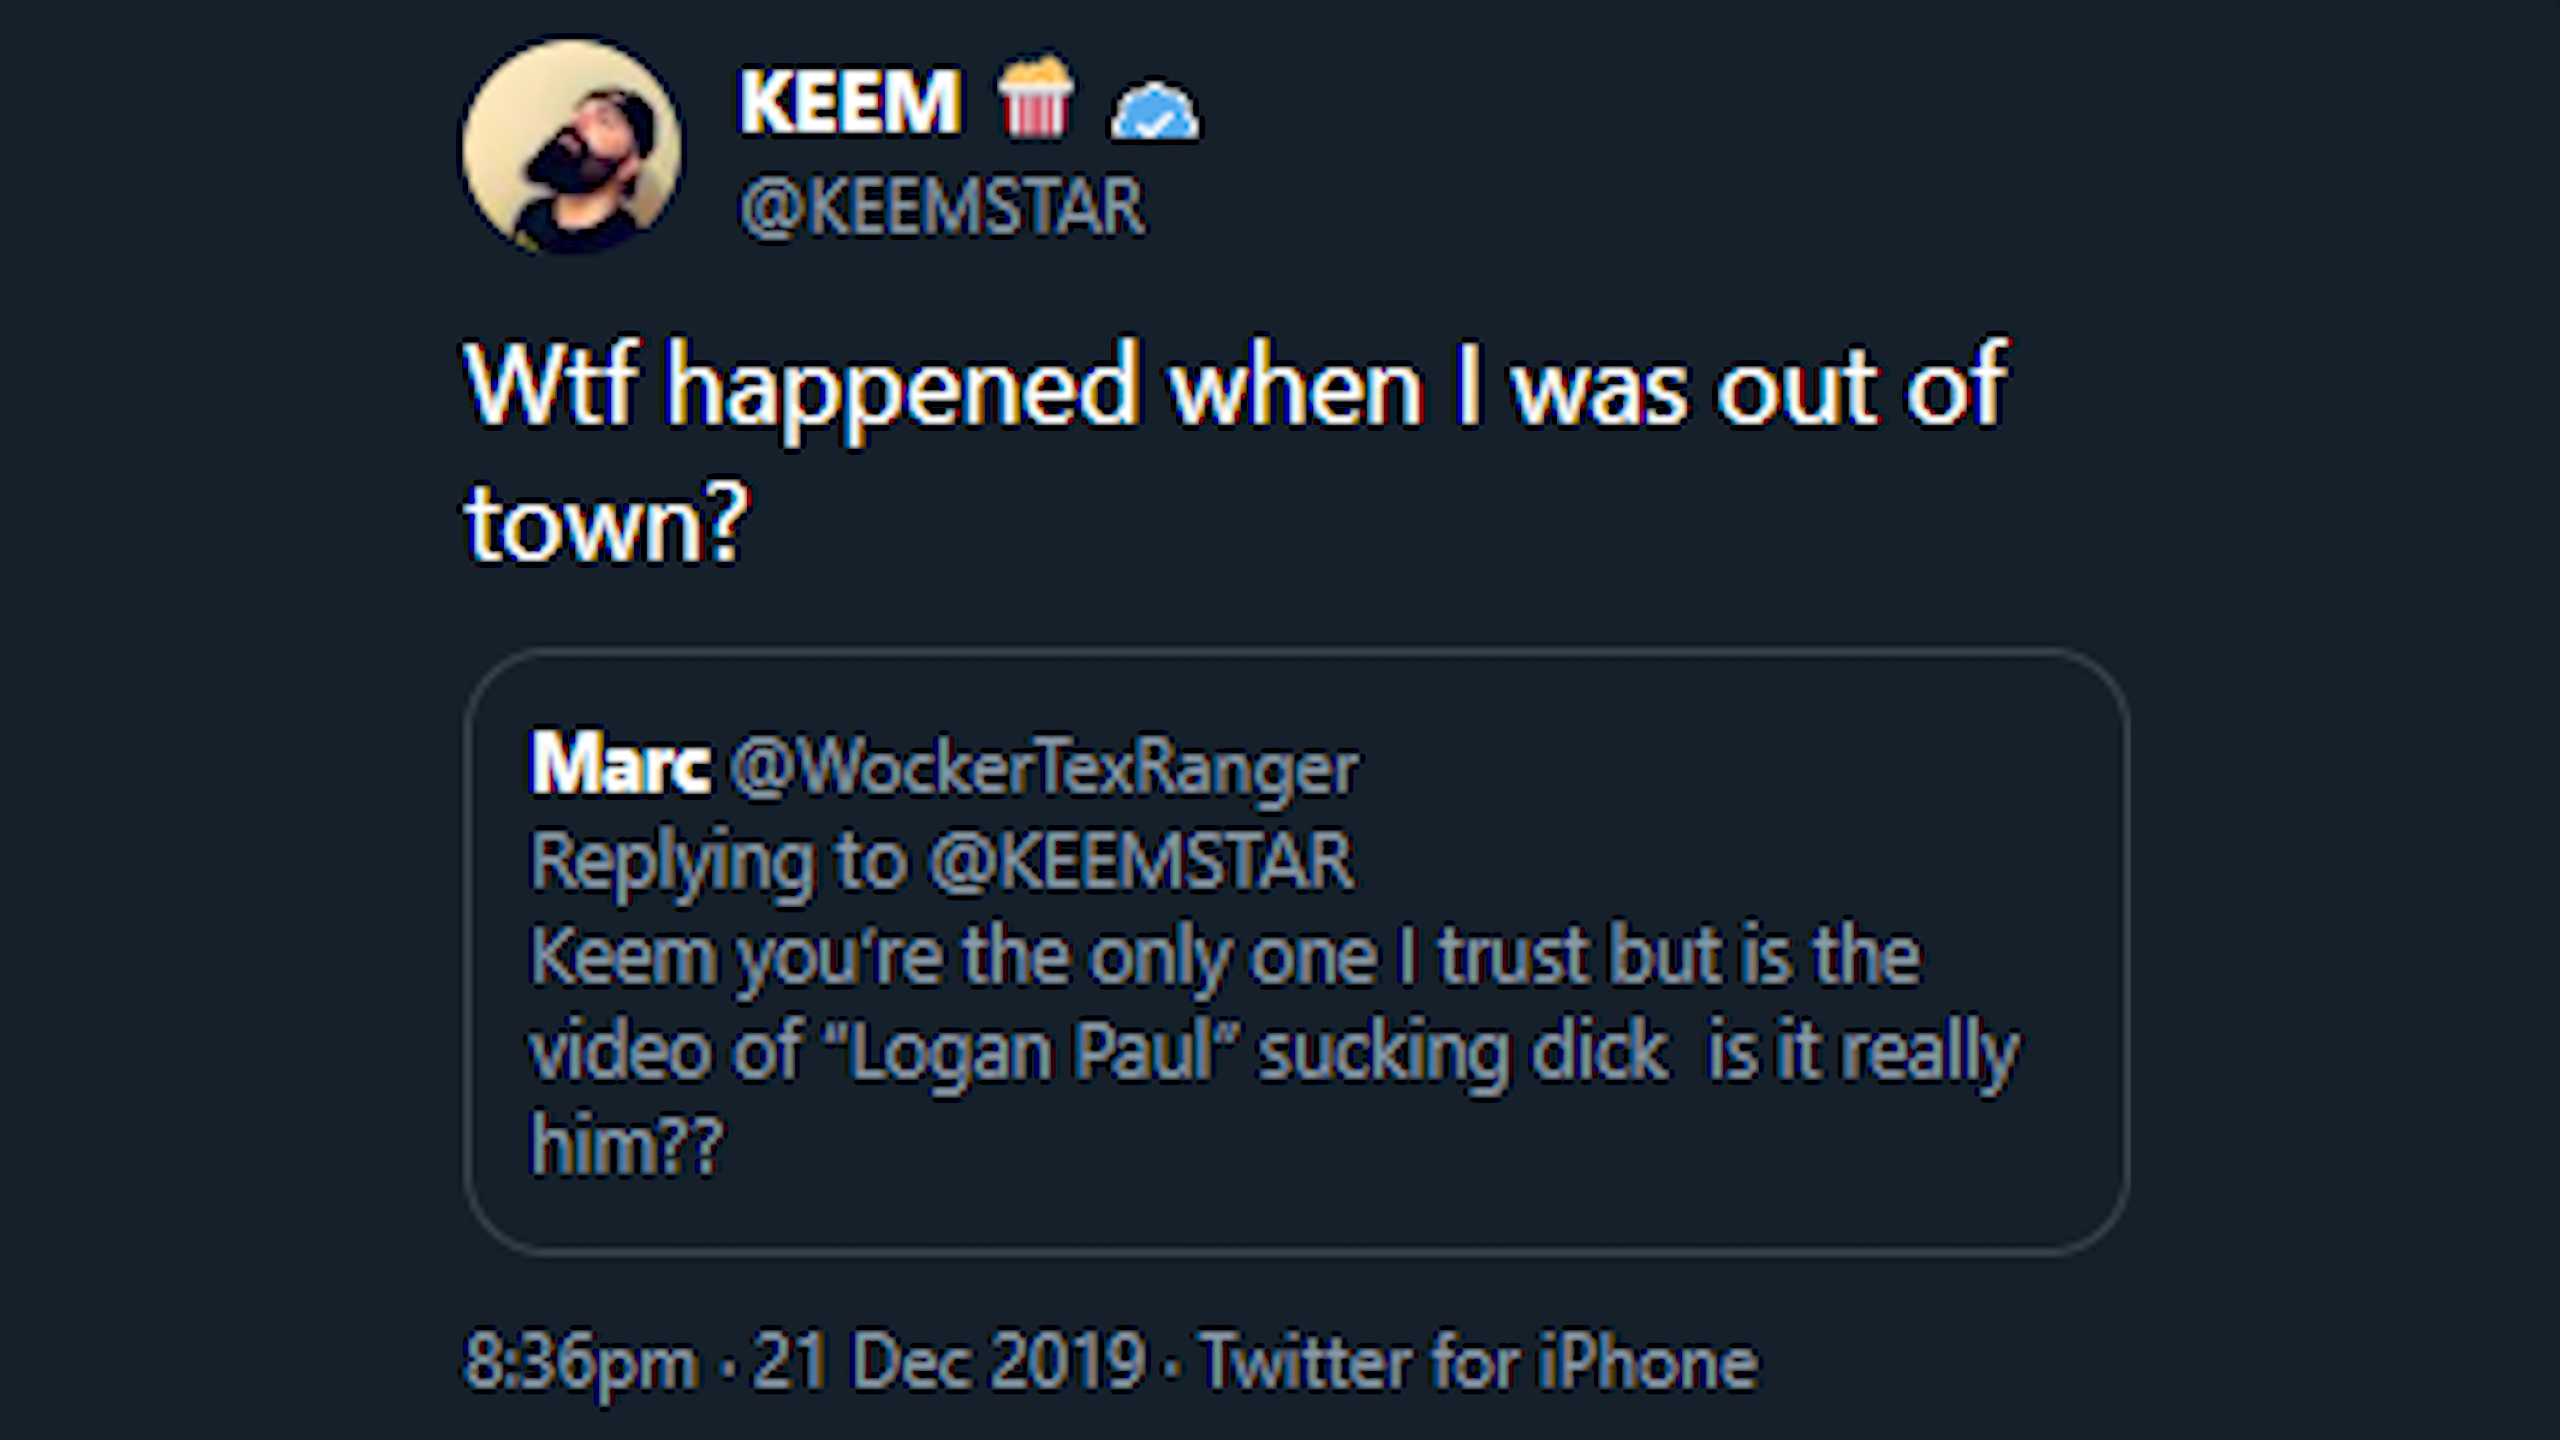 KEEM 🍿
@KEEMSTAR
Wtf happened when I was out of
town?
Marc @WockerTexRanger
Replying to @KEEMSTAR
Keem you're the only one I trust but is the
video of “Logan Paul” sucking dick  is it really
him??
8:36pm · 21 Dec 2019 · Twitter for iPhone